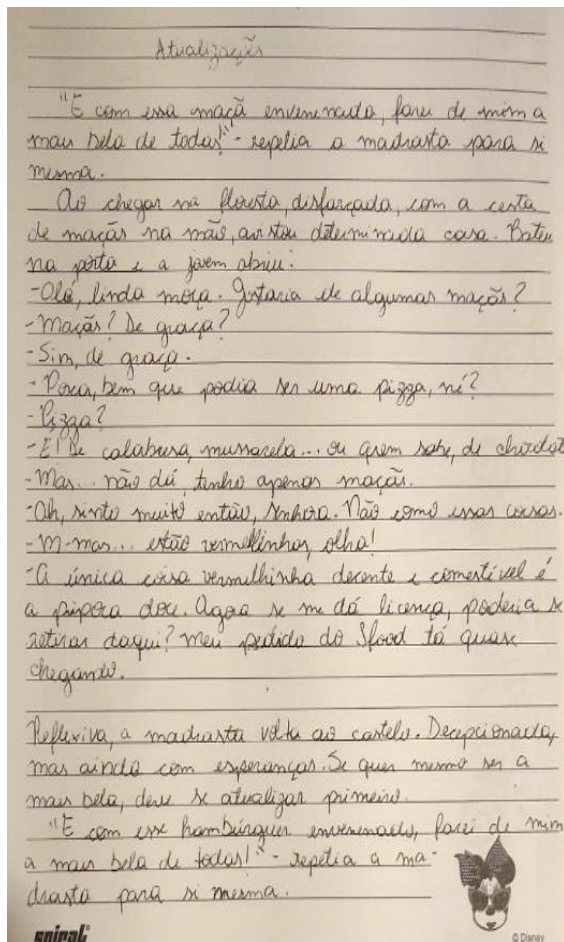 Atualizações
"E com essa maçã envenenada, farei de mim a
mais bela de todas!" - repetia a madrasta para si
mesma.
Ao chegar na floresta, disfarçada, com a cesta
de maçãs na mão, avistou determinada casa. Bateu
na porta e a jovem abriu:
-Olá, linda moça. Gostaria de algumas maçãs?
-Maçãs? De graça?
-Sim, de graça.
-Poxa, bem que podia ser uma pizza, né?
-Pizza?
-É! De calabresa, mussarela... ou quem sabe, de chocolat
-Mas... não dá, tenho apenas maçãs.
-Ah, sinto muito então, senhora. Não como essas coisas.
-M-mas... estão vermelhinhas, olha!
-A única coisa vermelhinha decente e comestível é
a pipoca doce. Agora se me dá licença, poderia se
retirar daqui? Meu pedido do Ifood tá quase
chegando.
Reflexiva, a madrasta volta ao castelo. Decepcionada,
mas ainda com esperanças. Se quer mesmo ser a
mais bela, deve se atualizar primeiro.
"E com esse hambúrguer envenenado, farei de mim
a mais bela de todas!" - repetia a ma-
drasta para si mesma.
spiral®
© Disney